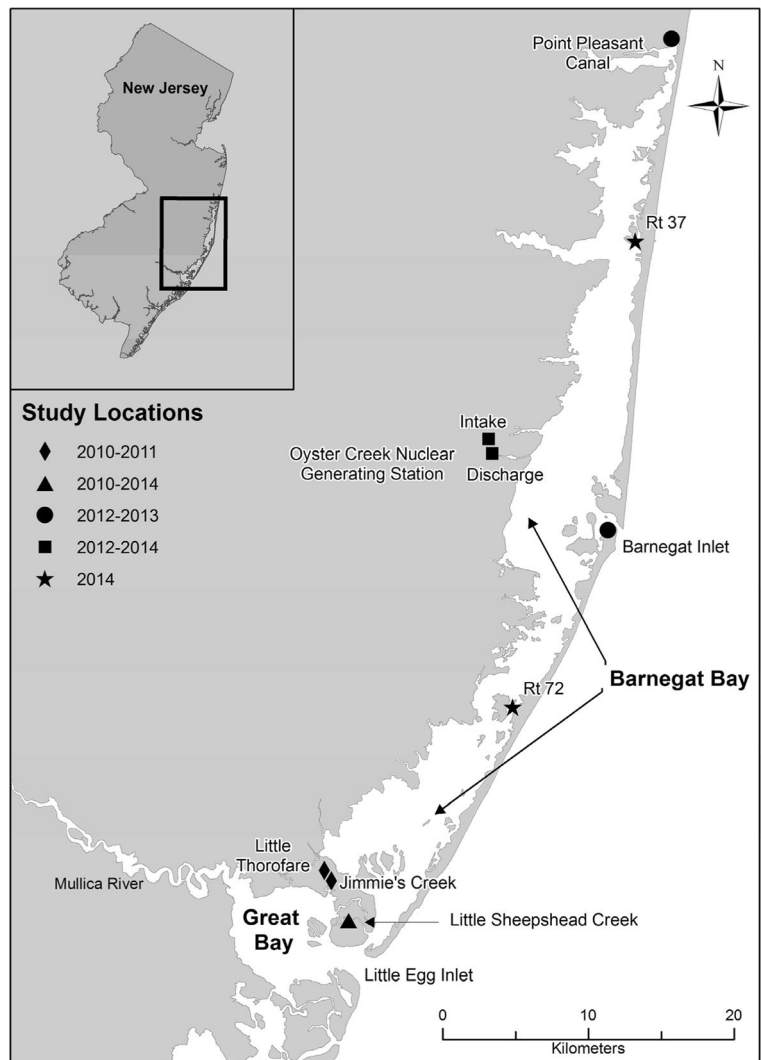 New Jersey
Point Pleasant
Canal
N
Rt 37
Study Locations
2010-2011
2010-2014
2012-2013
2012-2014
2014
Intake
Oyster Creek Nuclear
Generating Station
Discharge
Barnegat Inlet
Barnegat Bay
Rt 72
Little
Thorofare
Jimmie's Creek
Mullica River
Great
Bay
Little Sheepshead Creek
Little Egg Inlet
0 10 20
Kilometers